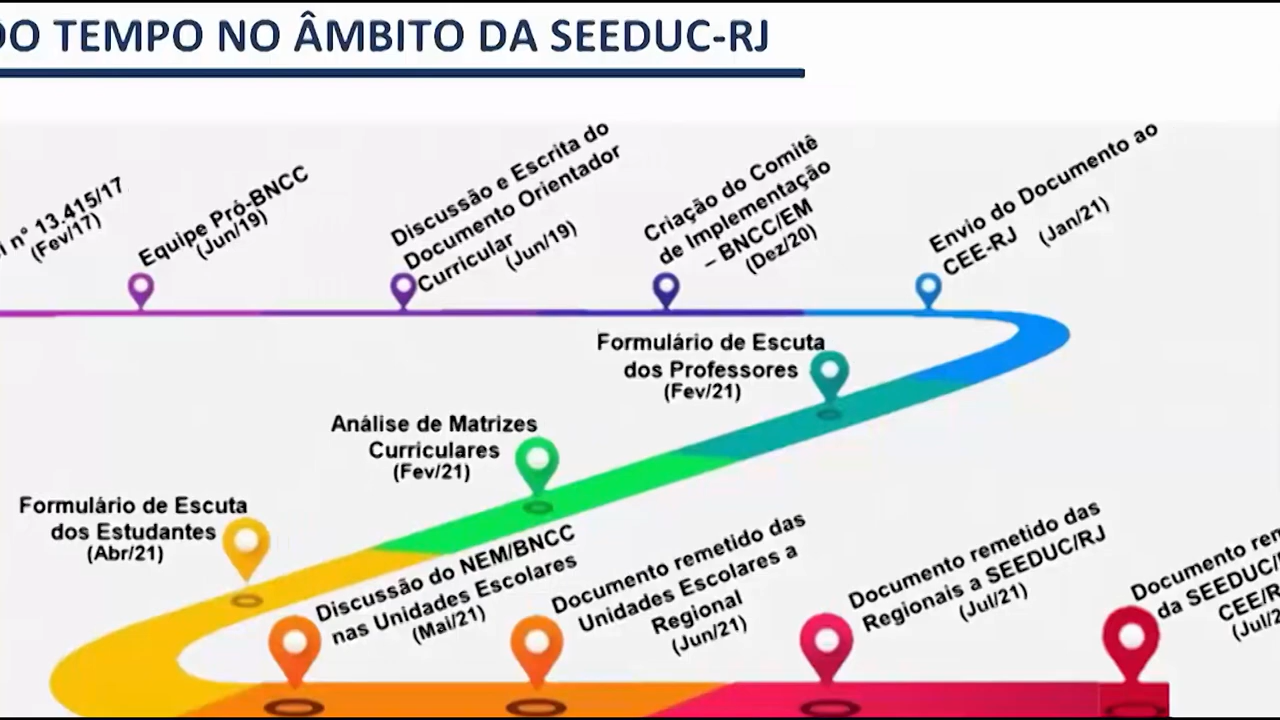 DO TEMPO NO ÂMBITO DA SEEDUC-RJ
nº 13.415/17
(Fev/17)
Equipe Pró-BNCC
(Jun/19)
Discussão e Escrita do
Documento Orientador
Curricular (Jun/19)
Criação do Comitê
de Implementação
– BNCC/EM
(Dez/20)
Envio do Documento ao
CEE-RJ (Jan/21)
Formulário de Escuta
dos Professores
(Fev/21)
Análise de Matrizes
Curriculares
(Fev/21)
Formulário de Escuta
dos Estudantes
(Abr/21)
Discussão do NEM/BNCC
nas Unidades Escolares
(Mai/21)
Documento remetido das
Unidades Escolares a
Regional
(Jun/21)
Documento remetido das
Regionais a SEEDUC/RJ
(Jul/21)
Documento
da SEEDUC/